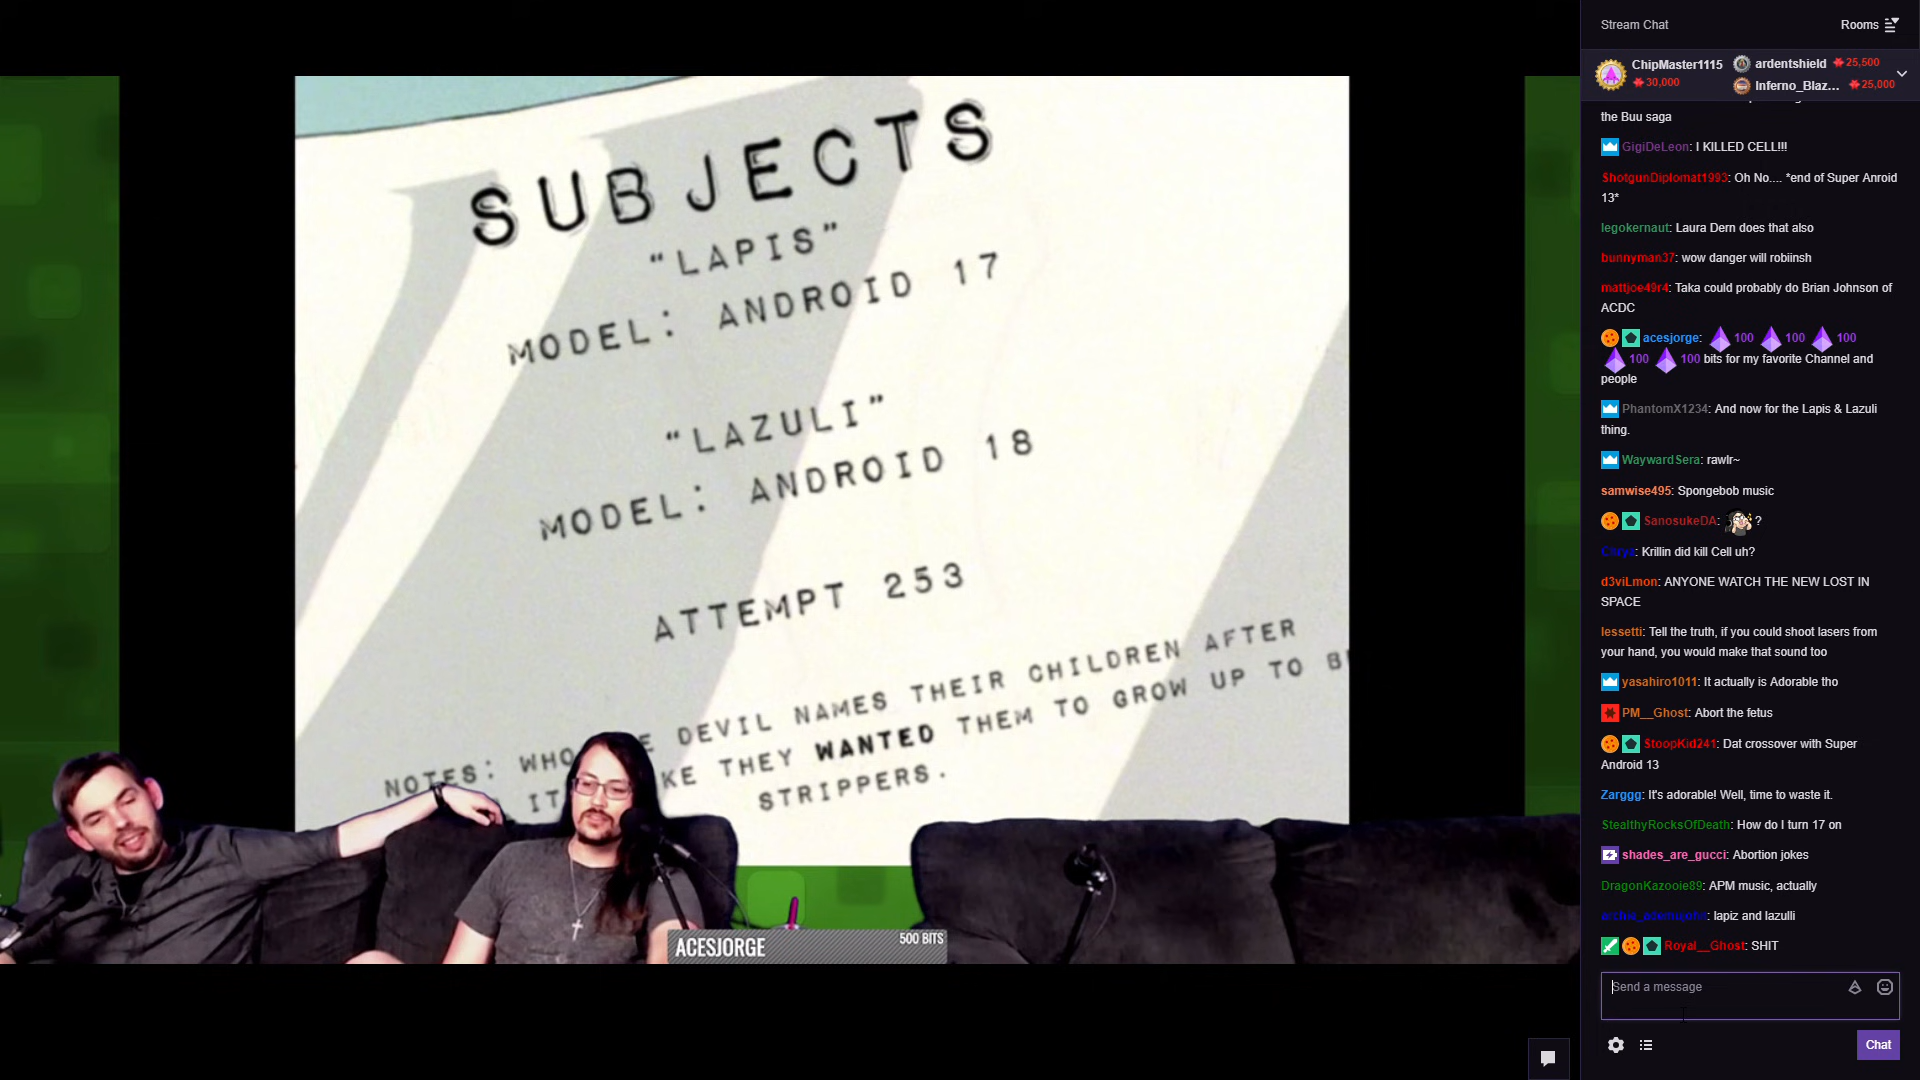 SUBJECTS
“LAPIS”
MODEL: ANDROID 17
“LAZULI”
MODEL: ANDROID 18
ATTEMPT 253
NOTES: WHO DEVIL NAMES THEIR CHILDREN AFTER
IT THEY WANTED THEM TO GROW UP TO
STRIPPERS.
ACESJORGE
500 BITS
Stream Chat
Rooms
ChipMaster1115
30,000
ardentshield 25,500
Inferno_Blaz... 25,000
the Buu saga
GigiDeLeon: I KILLED CELL!!!
ShotgunDiplomat1993: Oh No.... *end of Super Anroid
13*
legokernaut: Laura Dern does that also
bunnyman37: wow danger will robiinsh
mattjoe49r4: Taka could probably do Brian Johnson of
ACDC
acesjorge: 100 100 100
100 100 bits for my favorite Channel and
people
PhantomX1234: And now for the Lapis & Lazuli
thing.
WaywardSera: rawlr~
samwise495: Spongebob music
SanosukeDA: ?
Krillin did kill Cell uh?
d3viLmon: ANYONE WATCH THE NEW LOST IN
SPACE
lessetti: Tell the truth, if you could shoot lasers from
your hand, you would make that sound too
yasahiro1011: It actually is Adorable tho
PM__Ghost: Abort the fetus
StoopKid241: Dat crossover with Super
Android 13
Zarggg: It's adorable! Well, time to waste it.
StealthyRocksOfDeath: How do I turn 17 on
shades_are_gucci: Abortion jokes
DragonKazooie89: APM music, actually
lapiz and lazulli
Royal__Ghost: SHIT
Send a message
Chat